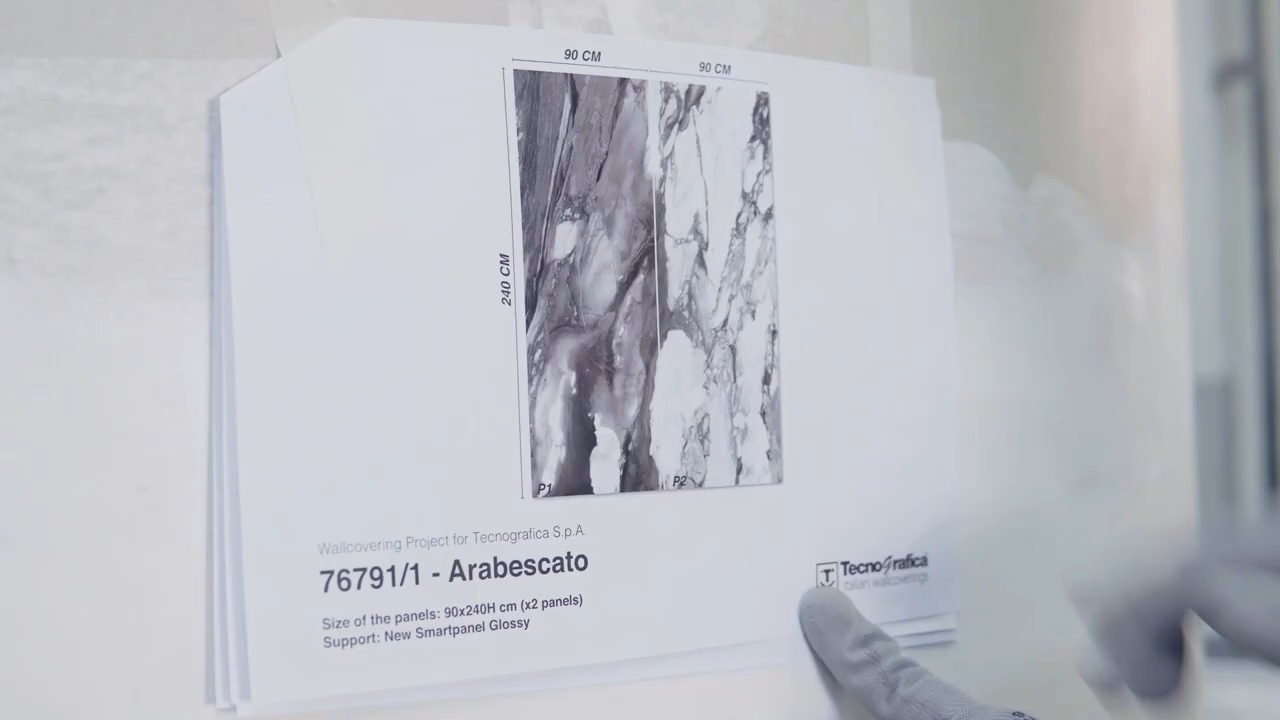 90 CM
90 CM
240 CM
P1
P2
Wallcovering Project for Tecnografica S.p.A.
76791/1 - Arabescato
Size of the panels: 90x240H cm (x2 panels)
Support: New Smartpanel Glossy
T
Tecnografica
italian wallcoverings